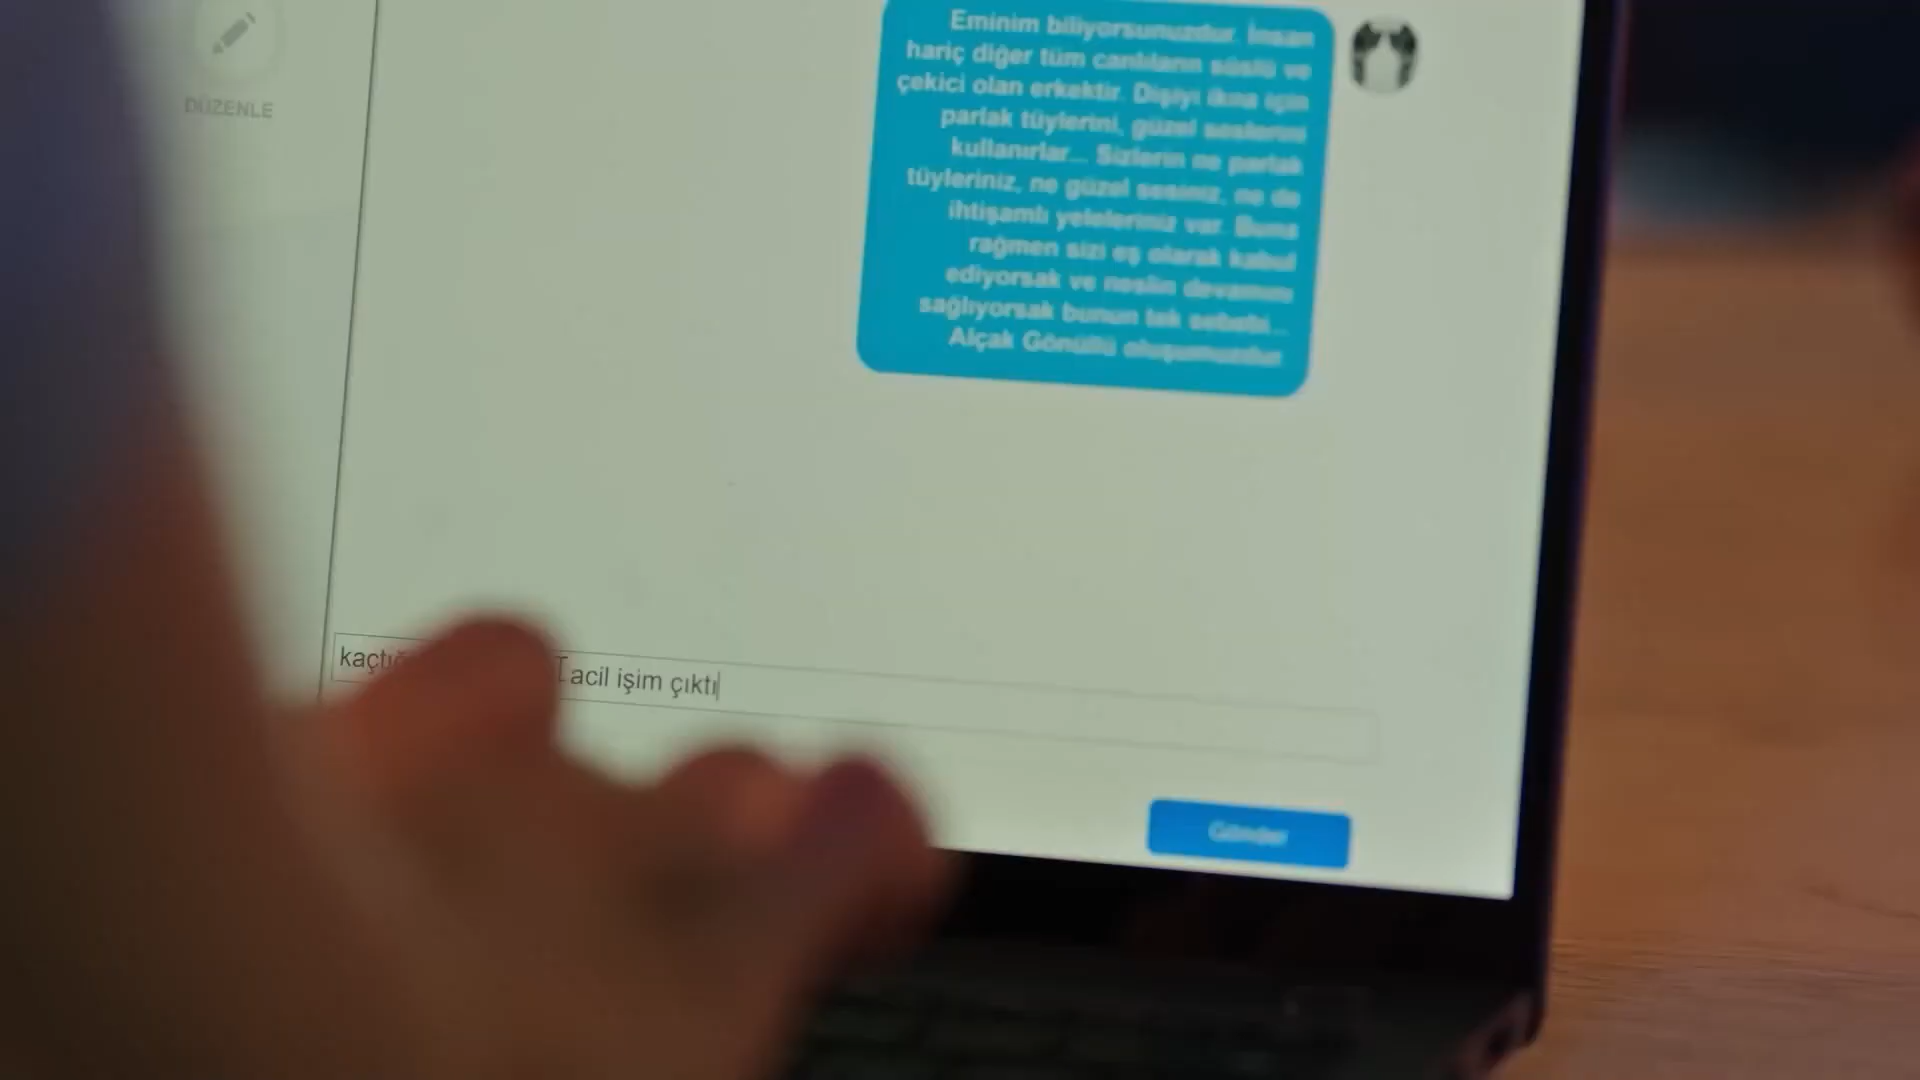 DÜZENLE
Eminim biliyorsunuzdur. İnsan
hariç diğer tüm canlıların süslü ve
çekici olan erkektir. Dişiyi ikna için
parlak tüylerini, güzel seslerini
kullanırlar... Sizlerin ne parlak
tüyleriniz, ne güzel sesiniz, ne de
ihtişamlı yeleleriniz var. Buna
rağmen sizi eş olarak kabul
ediyorsak ve neslin devamını
sağlıyorsak bunun tek sebebi...
Alçak Gönüllü oluşumuzdur.
acil işim çıktı
Gönder